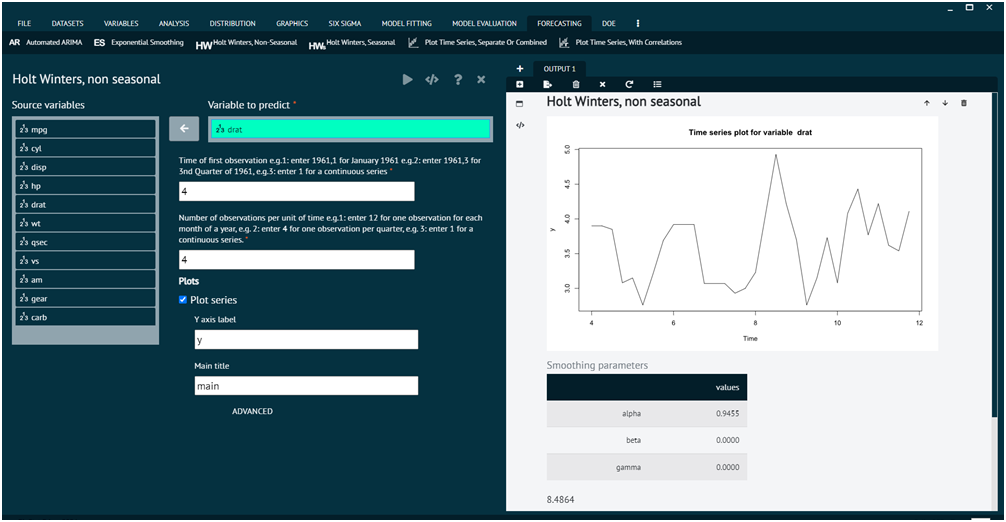 FILE DATASETS VARIABLES ANALYSIS DISTRIBUTION GRAPHICS SIX SIGMA MODEL FITTING MODEL EVALUATION FORECASTING DOE
AR Automated ARIMA ES Exponential Smoothing HW Holt Winters, Non-Seasonal HWs Holt Winters, Seasonal Plot Time Series, Separate Or Combined Plot Time Series, With Correlations
Holt Winters, non seasonal
Source variables
mpg
cyl
disp
hp
drat
wt
qsec
vs
am
gear
carb
Variable to predict *
drat
Time of first observation e.g.1: enter 1961,1 for January 1961 e.g.2: enter 1961,3 for
3nd Quarter of 1961, e.g.3: enter 1 for a continuous series *
4
Number of observations per unit of time e.g.1: enter 12 for one observation for each
month of a year, e.g. 2: enter 4 for one observation per quarter, e.g. 3: enter 1 for a
continuous series. *
4
Plots
Plot series
Y axis label
y
Main title
main
ADVANCED
+ OUTPUT 1
Holt Winters, non seasonal
Time series plot for variable drat
5.0
4.5
4.0
3.5
3.0
y
4 6 8 10 12
Time
Smoothing parameters
values
alpha 0.9455
beta 0.0000
gamma 0.0000
8.4864